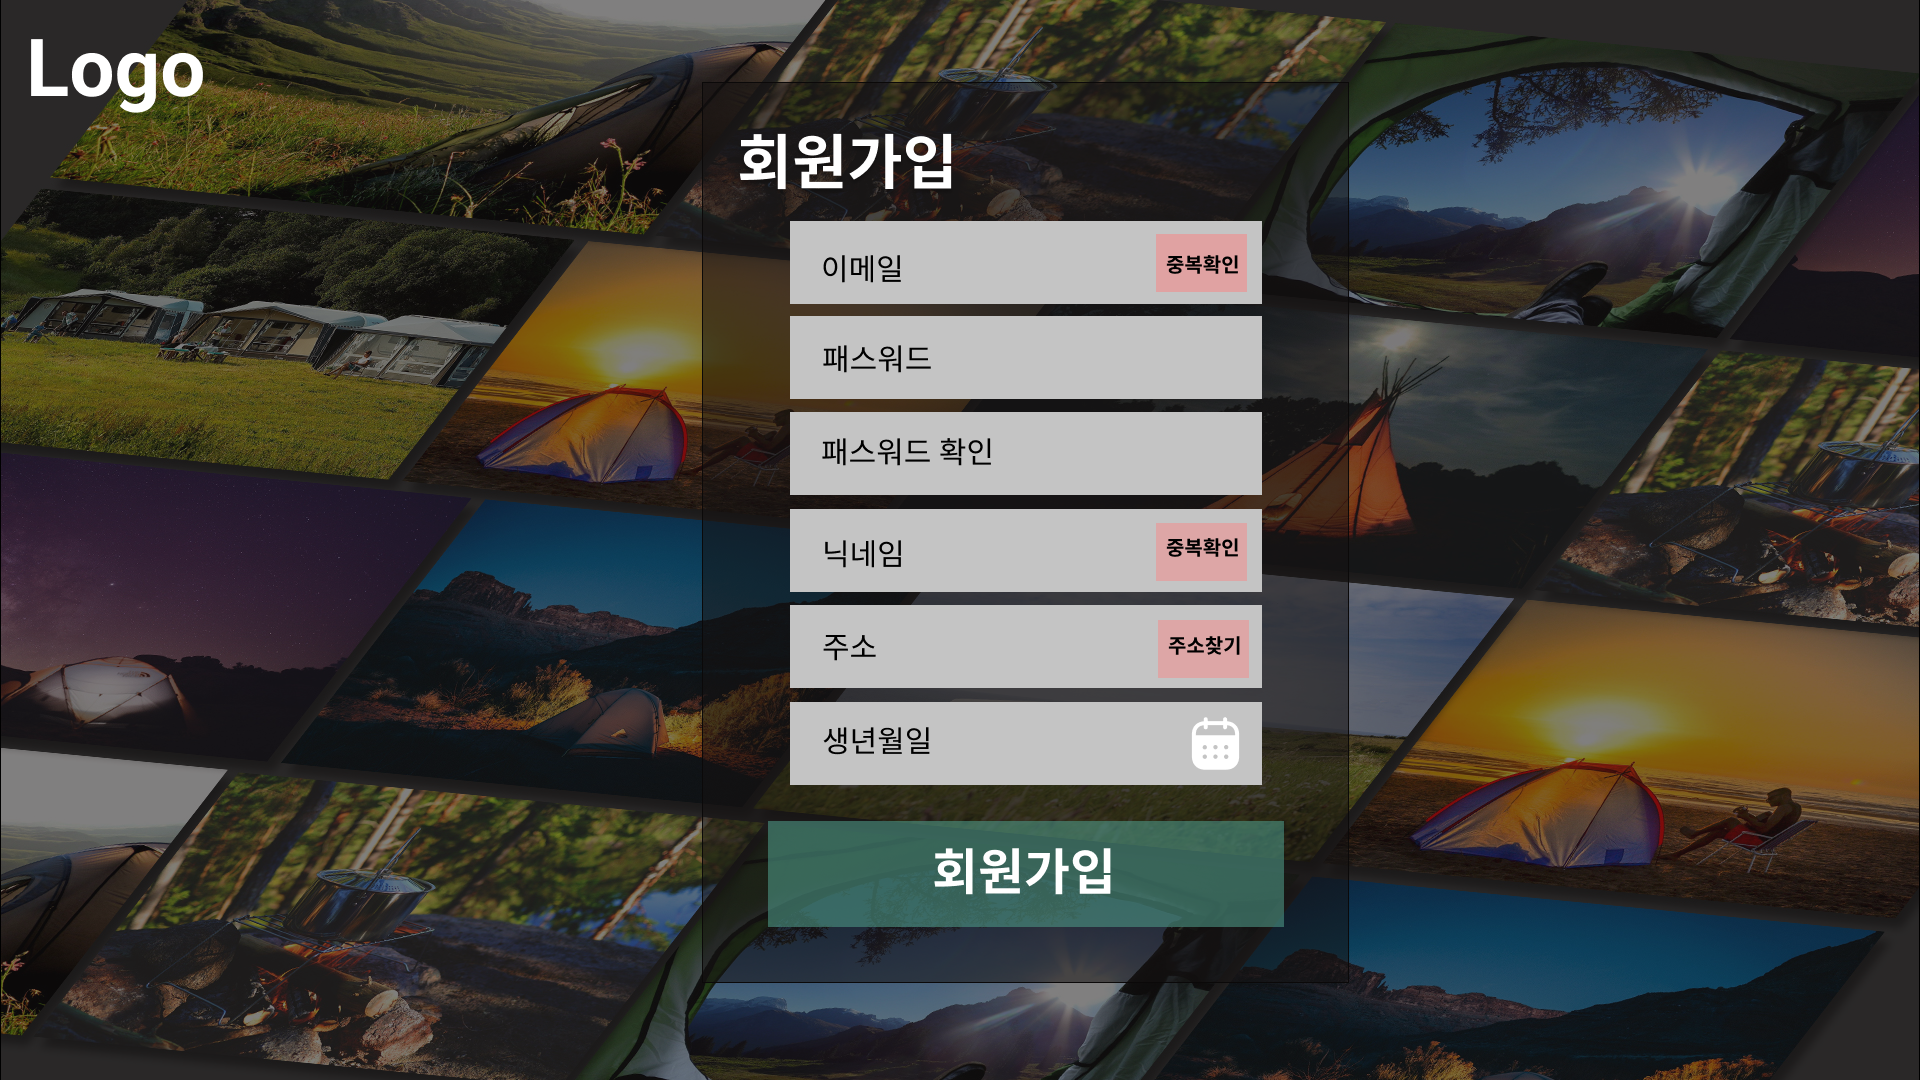 Logo
회원가입
이메일 중복확인
패스워드
패스워드 확인
닉네임 중복확인
주소 주소찾기
생년월일
회원가입